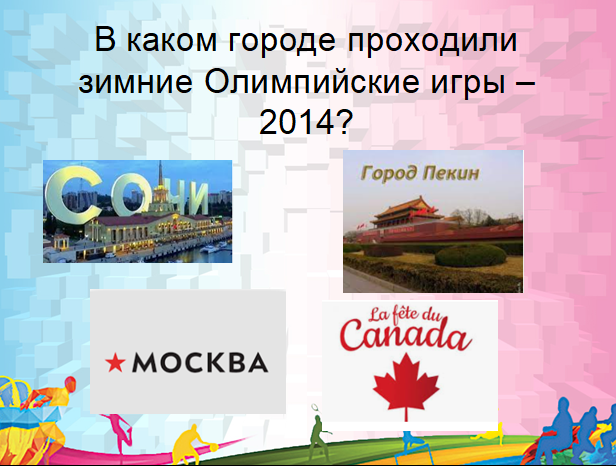 В каком городе проходили
зимние Олимпийские игры –
2014?
СОЧИ
Город Пекин
МОСКВА
La fête du
Canada